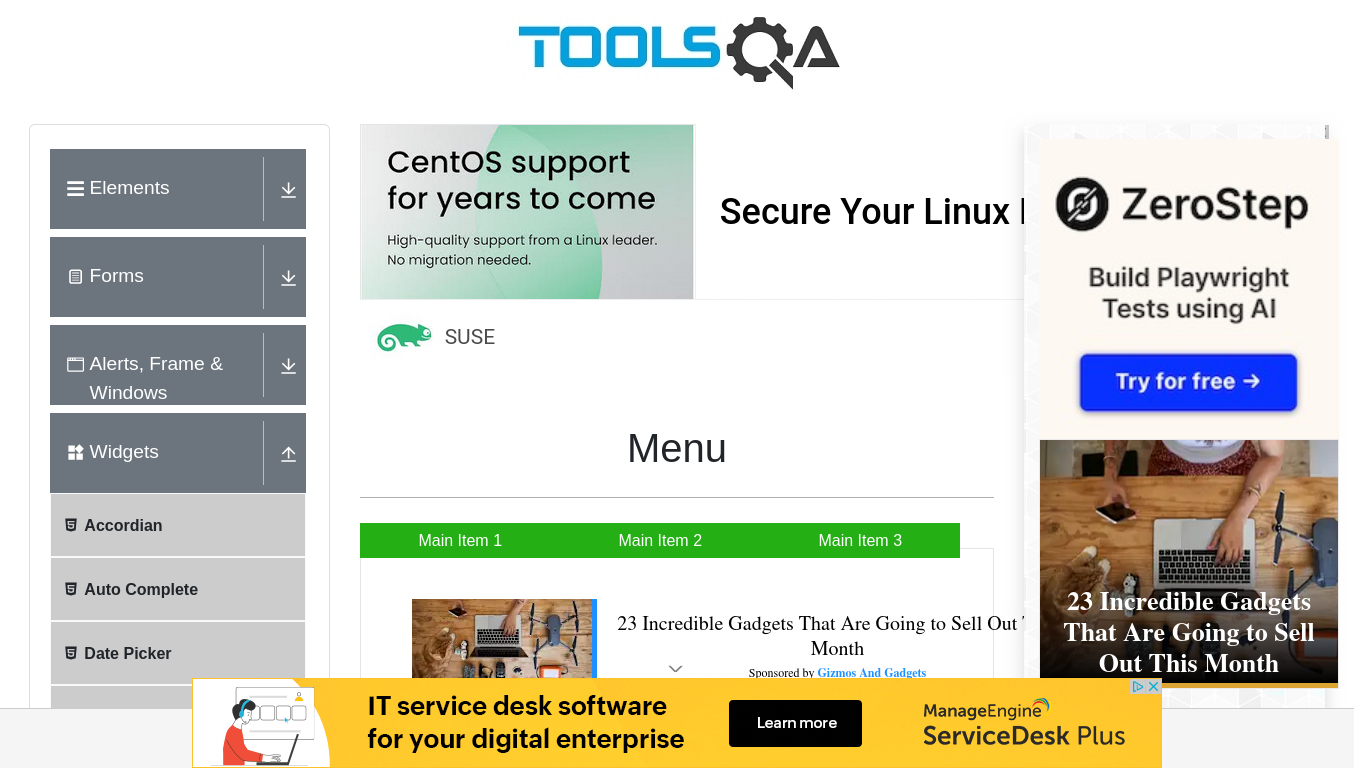 TOOLSQA
Elements
Forms
Alerts, Frame &
Windows
Widgets
Accordian
Auto Complete
Date Picker
CentOS support
for years to come
High-quality support from a Linux leader.
No migration needed.
Secure Your Linux
SUSE
Menu
Main Item 1
Main Item 2
Main Item 3
23 Incredible Gadgets That Are Going to Sell Out
Month
Sponsored by Gizmos And Gadgets
ZeroStep
Build Playwright
Tests using AI
Try for free →
23 Incredible Gadgets
That Are Going to Sell
Out This Month
IT service desk software
for your digital enterprise
Learn more
ManageEngine
ServiceDesk Plus